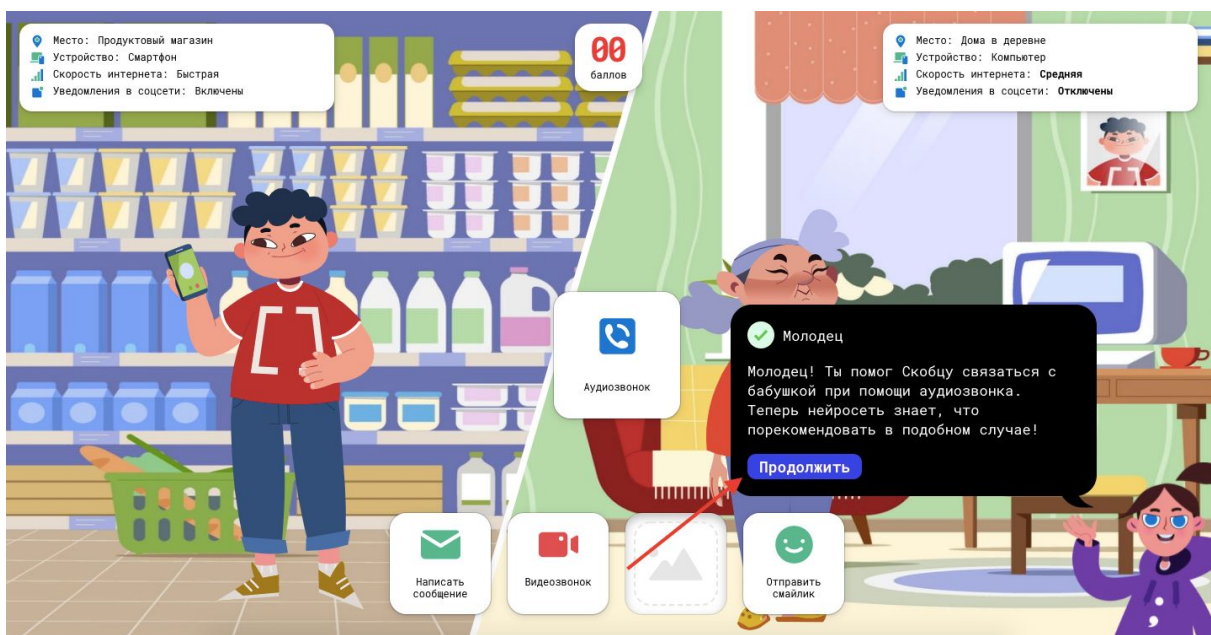 Место: Продуктовый магазин
Устройство: Смартфон
Скорость интернета: Быстрая
Уведомления в соцсети: Включены
00
баллов
Место: Дома в деревне
Устройство: Компьютер
Скорость интернета: Средняя
Уведомления в соцсети: Отключены
Аудиозвонок
Молодец
Молодец! Ты помог Скобцу связаться с
бабушкой при помощи аудиозвонка.
Теперь нейросеть знает, что
порекомендовать в подобном случае!
Продолжить
Написать
сообщение
Видеозвонок
Отправить
смайлик